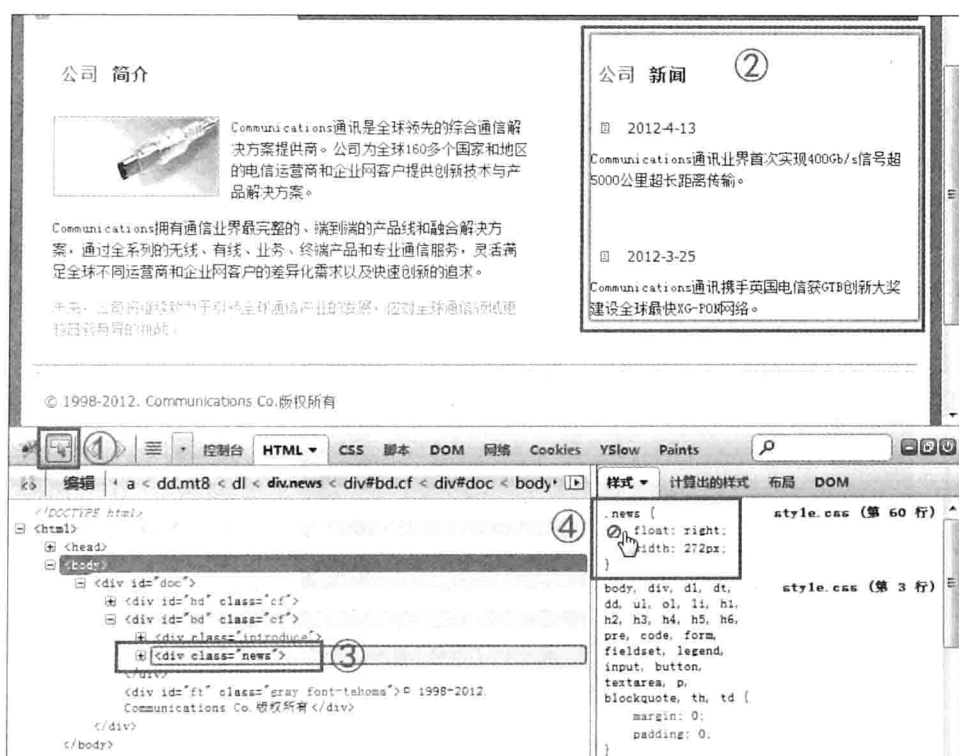 公司 简介
Communications通讯是全球领先的综合通信解
决方案提供商。公司为全球160多个国家和地区
的电信运营商和企业网客户提供创新技术与产
品解决方案。
Communications拥有通信业界最完整的、端到端的产品线和融合解决方
案,通过全系列的无线、有线、业务、终端产品和专业通信服务,灵活满
足全球不同运营商和企业网客户的差异化需求以及快速创新的追求。
公司 新闻
②
2012-4-13
Communications通讯业界首次实现400Gb/s信号超
5000公里超长距离传输。
2012-3-25
Communications通讯携手英国电信获GTB创新大奖
建设全球最快XG-PON网络。
© 1998-2012. Communications Co.版权所有
① 控制台 HTML CSS 脚本 DOM 网络 Cookies YSlow Paints
编辑 a < dd.mt8 < dl < div.news < div#bd.cf < div#doc < body
样式 计算出的样式 布局 DOM
<!DOCTYPE html>
<html>
<head>
<body>
<div id="doc">
<div id="hd" class="cf">
<div id="bd" class="cf">
<div class="introduce">
<div class="news"> ③
</div>
<div id="ft" class="gray font-tahoma">© 1998-2012.
Communications Co.版权所有</div>
</div>
</body>
④
.news { style.css (第 60 行)
float: right;
idth: 272px;
}
body, div, dl, dt, style.css (第 3 行)
dd, ul, ol, li, h1,
h2, h3, h4, h5, h6,
pre, code, form,
fieldset, legend,
input, button,
textarea, p,
blockquote, th, td {
margin: 0;
padding: 0;
}